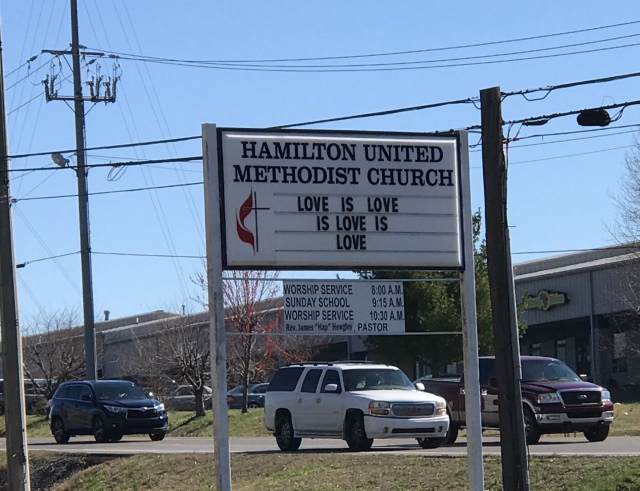 HAMILTON UNITED
METHODIST CHURCH
LOVE IS LOVE
IS LOVE IS
LOVE
WORSHIP SERVICE 8:00 A.M.
SUNDAY SCHOOL 9:15 A.M.
WORSHIP SERVICE 10:30 A.M.
Rev. James "Hap" Hewgley, PASTOR